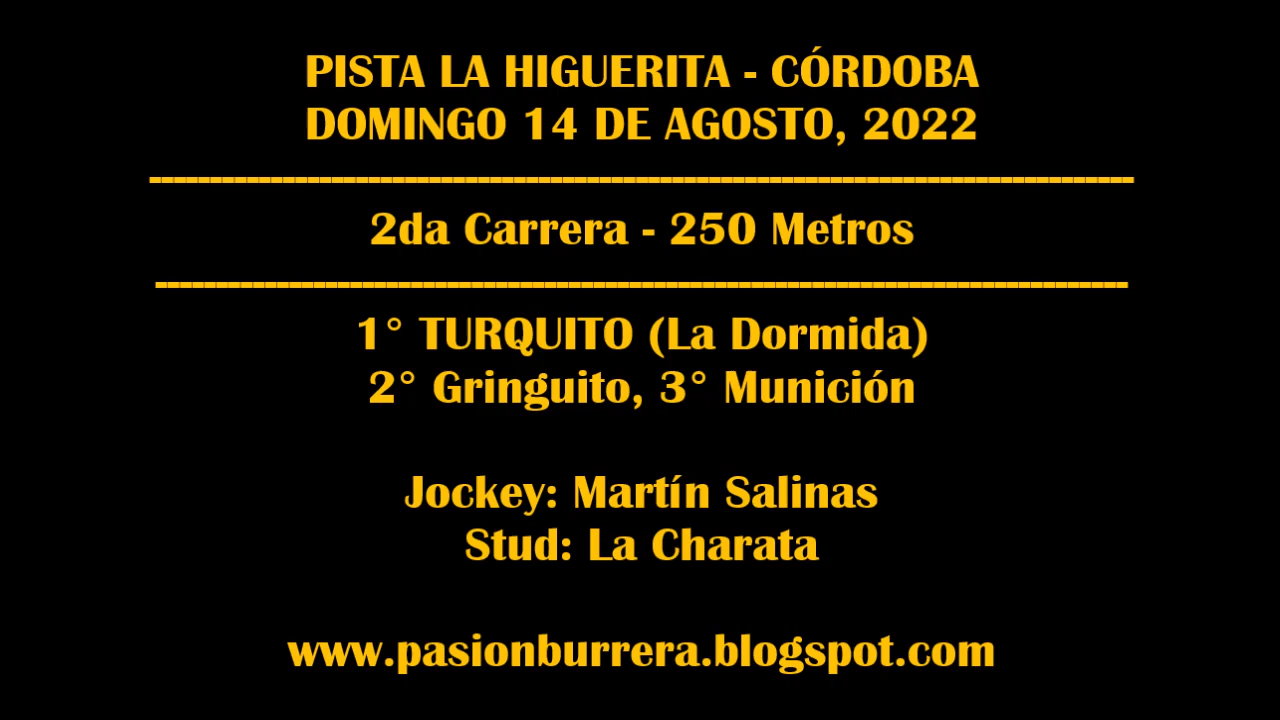 PISTA LA HIGUERITA - CÓRDOBA
DOMINGO 14 DE AGOSTO, 2022
2da Carrera - 250 Metros
1° TURQUITO (La Dormida)
2° Gringuito, 3° Munición
Jockey: Martín Salinas
Stud: La Charata
www.pasionburrera.blogspot.com